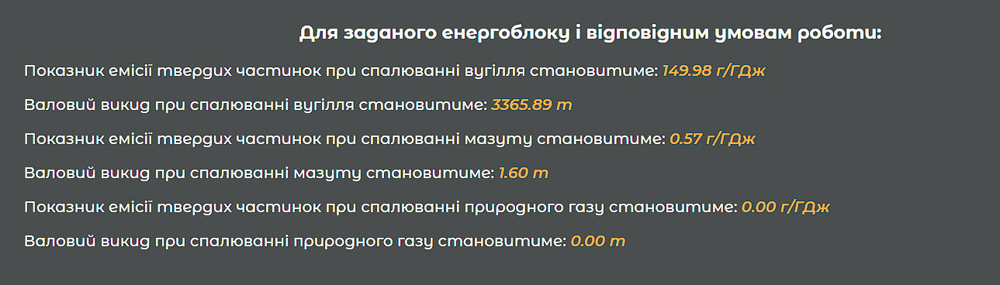 Для заданого енергоблоку і відповідним умовам роботи:
Показник емісії твердих частинок при спалюванні вугілля становитиме: 149.98 г/ГДж
Валовий викид при спалюванні вугілля становитиме: 3365.89 т
Показник емісії твердих частинок при спалюванні мазуту становитиме: 0.57 г/ГДж
Валовий викид при спалюванні мазуту становитиме: 1.60 т
Показник емісії твердих частинок при спалюванні природного газу становитиме: 0.00 г/ГДж
Валовий викид при спалюванні природного газу становитиме: 0.00 т